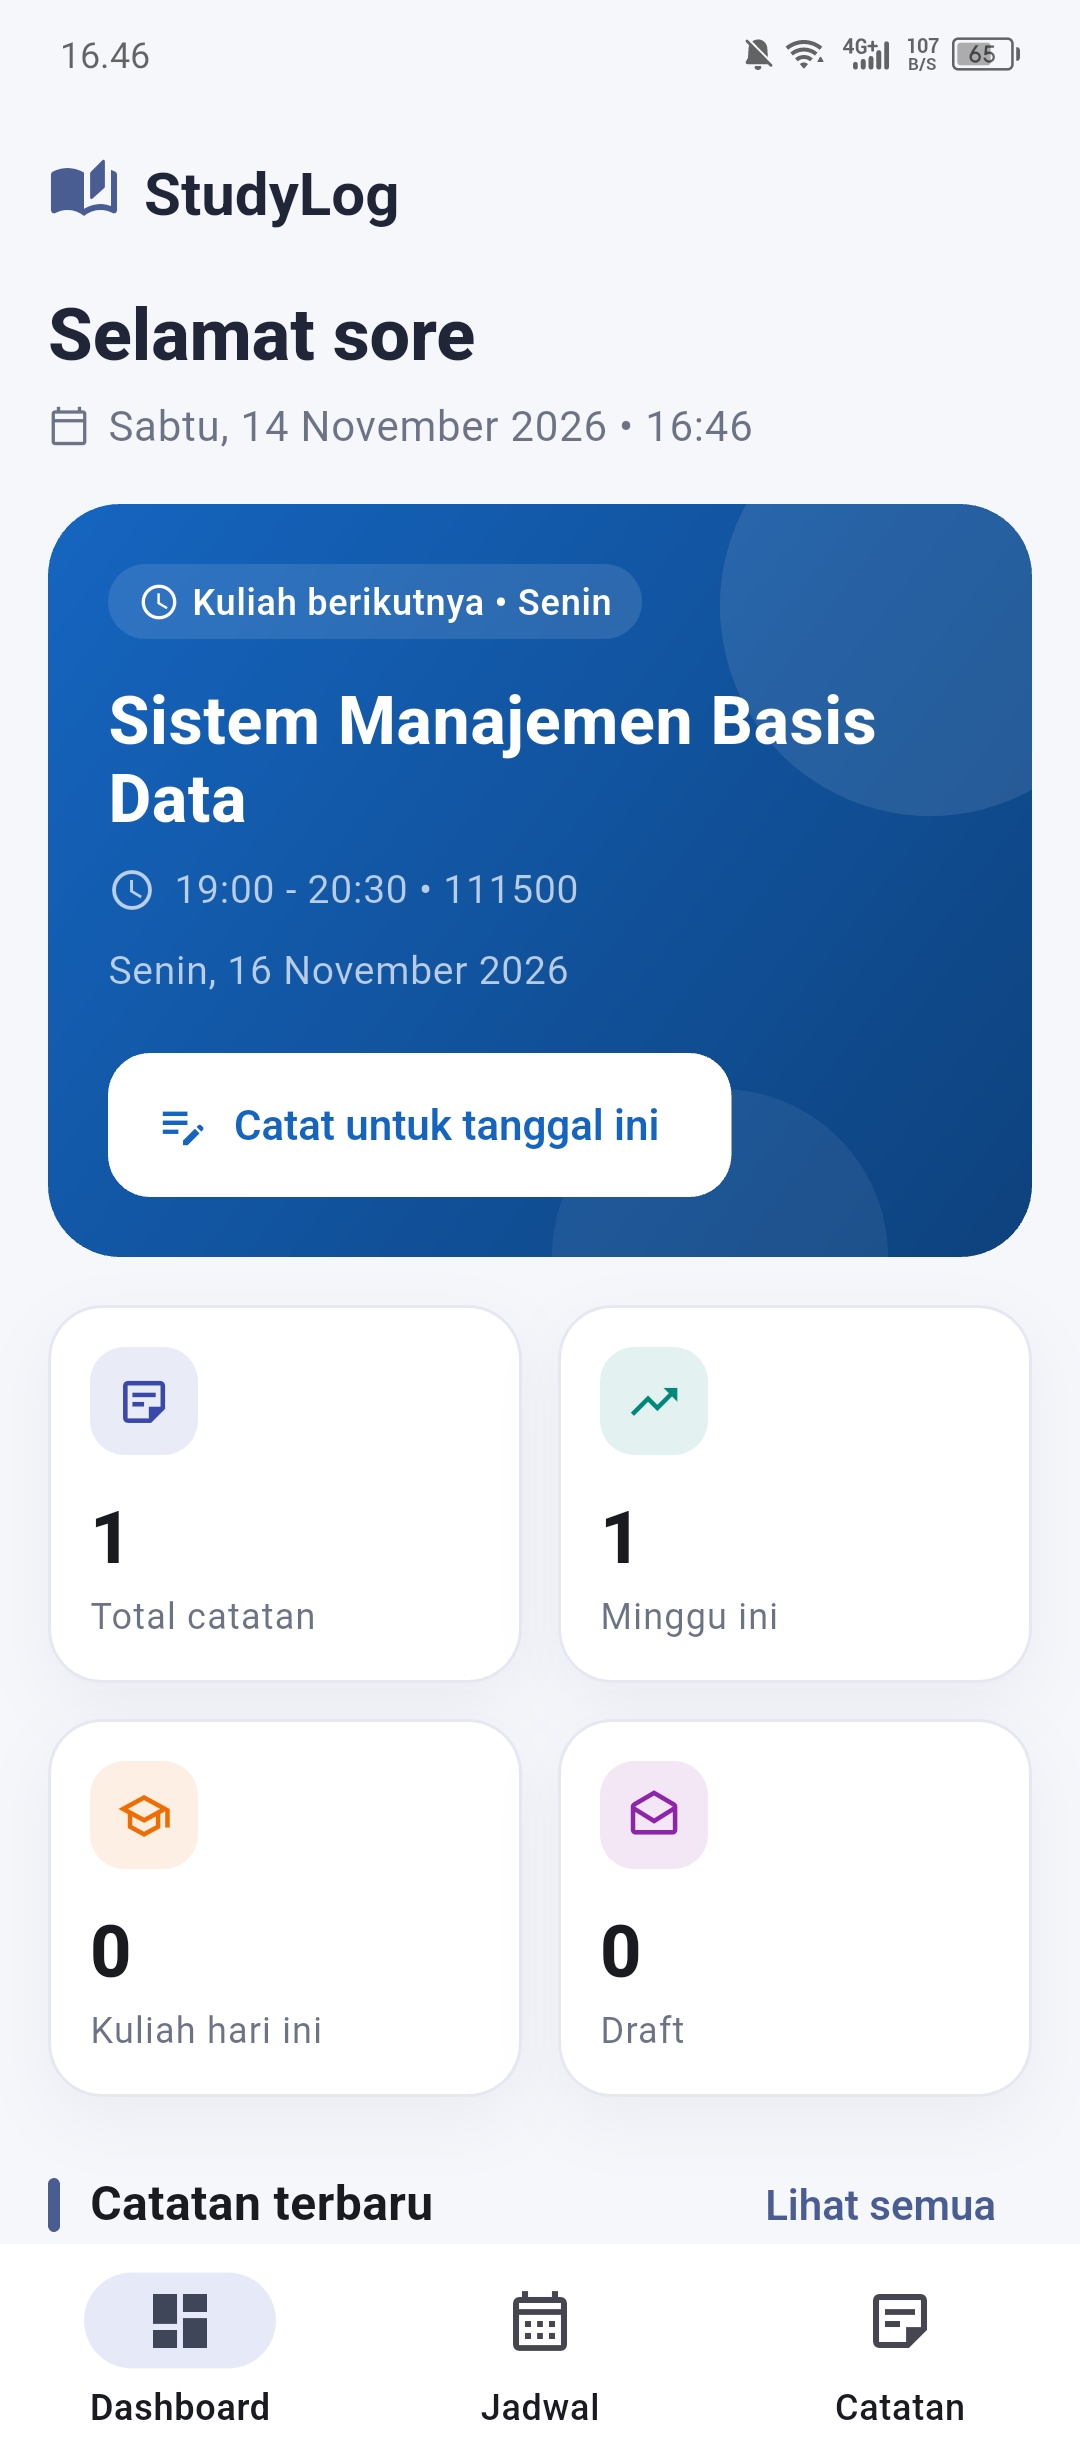 16.46
4G+ 107 B/S 65
StudyLog
Selamat sore
Sabtu, 14 November 2026 • 16:46
Kuliah berikutnya • Senin
Sistem Manajemen Basis
Data
19:00 - 20:30 • 111500
Senin, 16 November 2026
Catat untuk tanggal ini
1
Total catatan
1
Minggu ini
0
Kuliah hari ini
0
Draft
Catatan terbaru
Lihat semua
Dashboard
Jadwal
Catatan